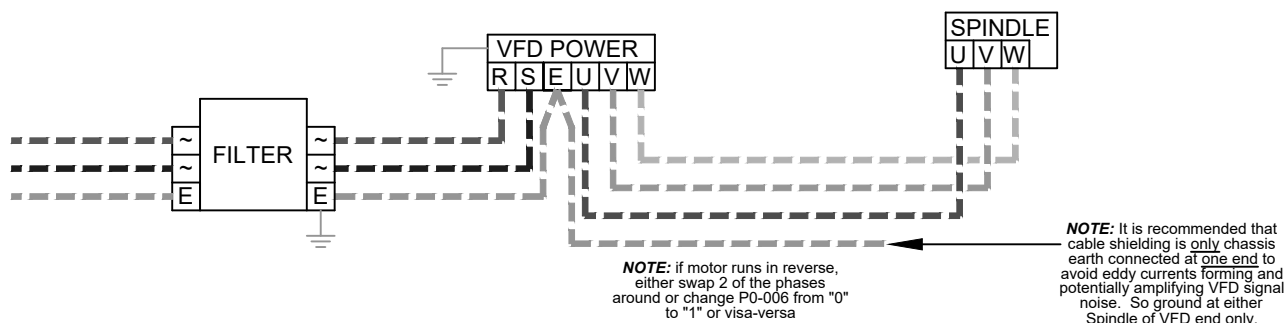 SPINDLE
U V W
VFD POWER
R S E U V W
~ ~
FILTER
~ ~
E E
NOTE: It is recommended that
cable shielding is only chassis
earth connected at one end to
avoid eddy currents forming and
potentially amplifying VFD signal
noise. So ground at either
Spindle of VFD end only.
NOTE: if motor runs in reverse,
either swap 2 of the phases
around or change P0-006 from "0"
to "1" or visa-versa